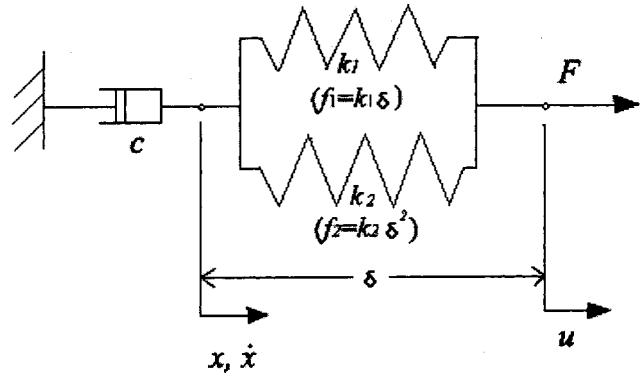 k₁
(f₁=k₁δ)
F
c
k₂
(f₂=k₂δ²)
δ
x, ẋ
u